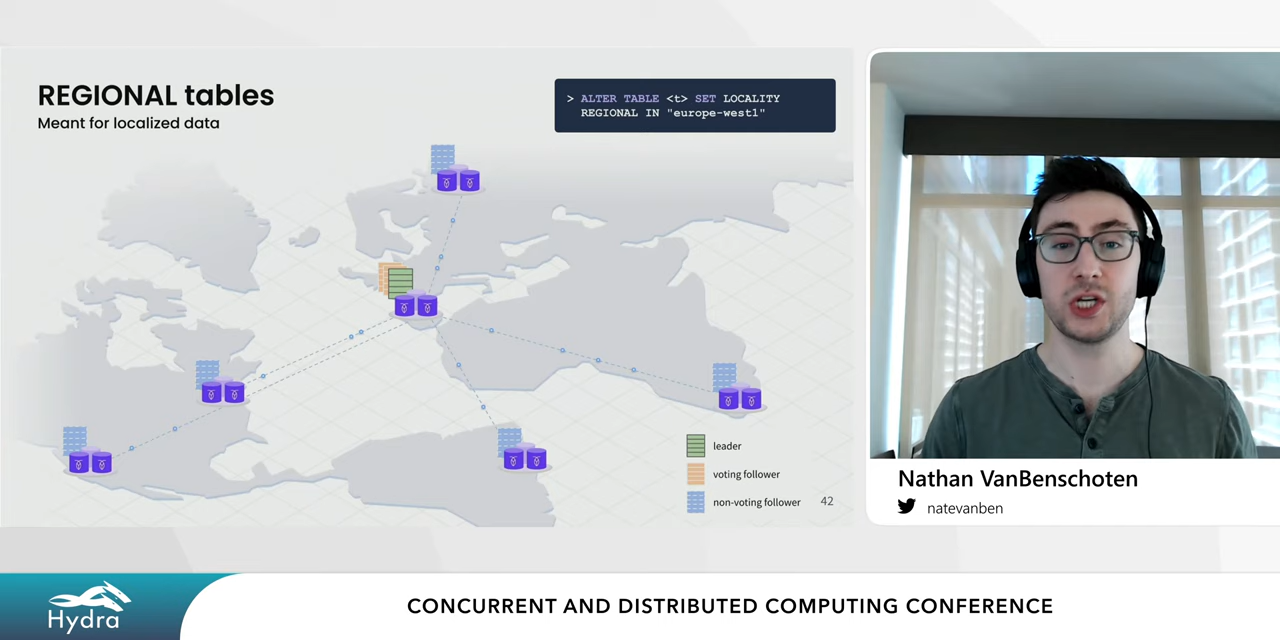 REGIONAL tables
Meant for localized data
> ALTER TABLE <t> SET LOCALITY
REGIONAL IN "europe-west1"
leader
voting follower
non-voting follower
42
Nathan VanBenschoten
natevanben
Hydra
CONCURRENT AND DISTRIBUTED COMPUTING CONFERENCE